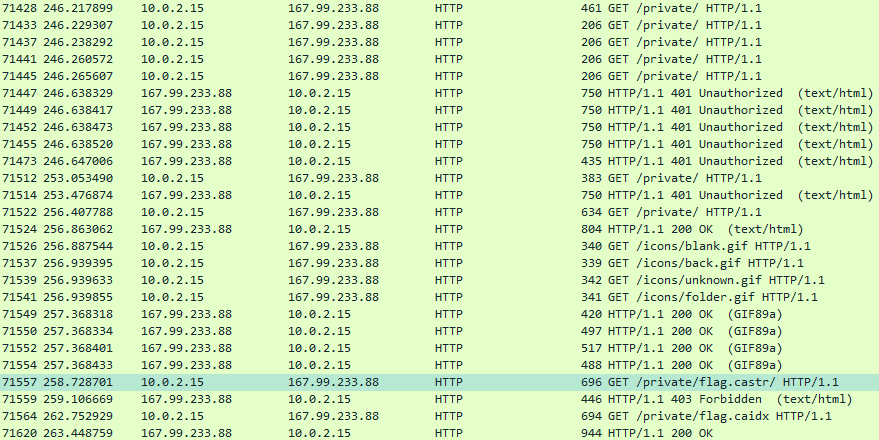 71428 246.217899 10.0.2.15 167.99.233.88 HTTP 461 GET /private/ HTTP/1.1
71433 246.229307 10.0.2.15 167.99.233.88 HTTP 206 GET /private/ HTTP/1.1
71437 246.238292 10.0.2.15 167.99.233.88 HTTP 206 GET /private/ HTTP/1.1
71441 246.260572 10.0.2.15 167.99.233.88 HTTP 206 GET /private/ HTTP/1.1
71445 246.265607 10.0.2.15 167.99.233.88 HTTP 206 GET /private/ HTTP/1.1
71447 246.638329 167.99.233.88 10.0.2.15 HTTP 750 HTTP/1.1 401 Unauthorized (text/html)
71449 246.638417 167.99.233.88 10.0.2.15 HTTP 750 HTTP/1.1 401 Unauthorized (text/html)
71452 246.638473 167.99.233.88 10.0.2.15 HTTP 750 HTTP/1.1 401 Unauthorized (text/html)
71455 246.638520 167.99.233.88 10.0.2.15 HTTP 750 HTTP/1.1 401 Unauthorized (text/html)
71473 246.647006 167.99.233.88 10.0.2.15 HTTP 435 HTTP/1.1 401 Unauthorized (text/html)
71512 253.053490 10.0.2.15 167.99.233.88 HTTP 383 GET /private/ HTTP/1.1
71514 253.476874 167.99.233.88 10.0.2.15 HTTP 750 HTTP/1.1 401 Unauthorized (text/html)
71522 256.407788 10.0.2.15 167.99.233.88 HTTP 634 GET /private/ HTTP/1.1
71524 256.863062 167.99.233.88 10.0.2.15 HTTP 804 HTTP/1.1 200 OK (text/html)
71526 256.887544 10.0.2.15 167.99.233.88 HTTP 340 GET /icons/blank.gif HTTP/1.1
71537 256.939395 10.0.2.15 167.99.233.88 HTTP 339 GET /icons/back.gif HTTP/1.1
71539 256.939633 10.0.2.15 167.99.233.88 HTTP 342 GET /icons/unknown.gif HTTP/1.1
71541 256.939855 10.0.2.15 167.99.233.88 HTTP 341 GET /icons/folder.gif HTTP/1.1
71549 257.368318 167.99.233.88 10.0.2.15 HTTP 420 HTTP/1.1 200 OK (GIF89a)
71550 257.368334 167.99.233.88 10.0.2.15 HTTP 497 HTTP/1.1 200 OK (GIF89a)
71552 257.368401 167.99.233.88 10.0.2.15 HTTP 517 HTTP/1.1 200 OK (GIF89a)
71554 257.368433 167.99.233.88 10.0.2.15 HTTP 488 HTTP/1.1 200 OK (GIF89a)
71557 258.728701 10.0.2.15 167.99.233.88 HTTP 696 GET /private/flag.castr/ HTTP/1.1
71559 259.106669 167.99.233.88 10.0.2.15 HTTP 446 HTTP/1.1 403 Forbidden (text/html)
71564 262.752929 10.0.2.15 167.99.233.88 HTTP 694 GET /private/flag.caidx HTTP/1.1
71620 263.448759 167.99.233.88 10.0.2.15 HTTP 944 HTTP/1.1 200 OK